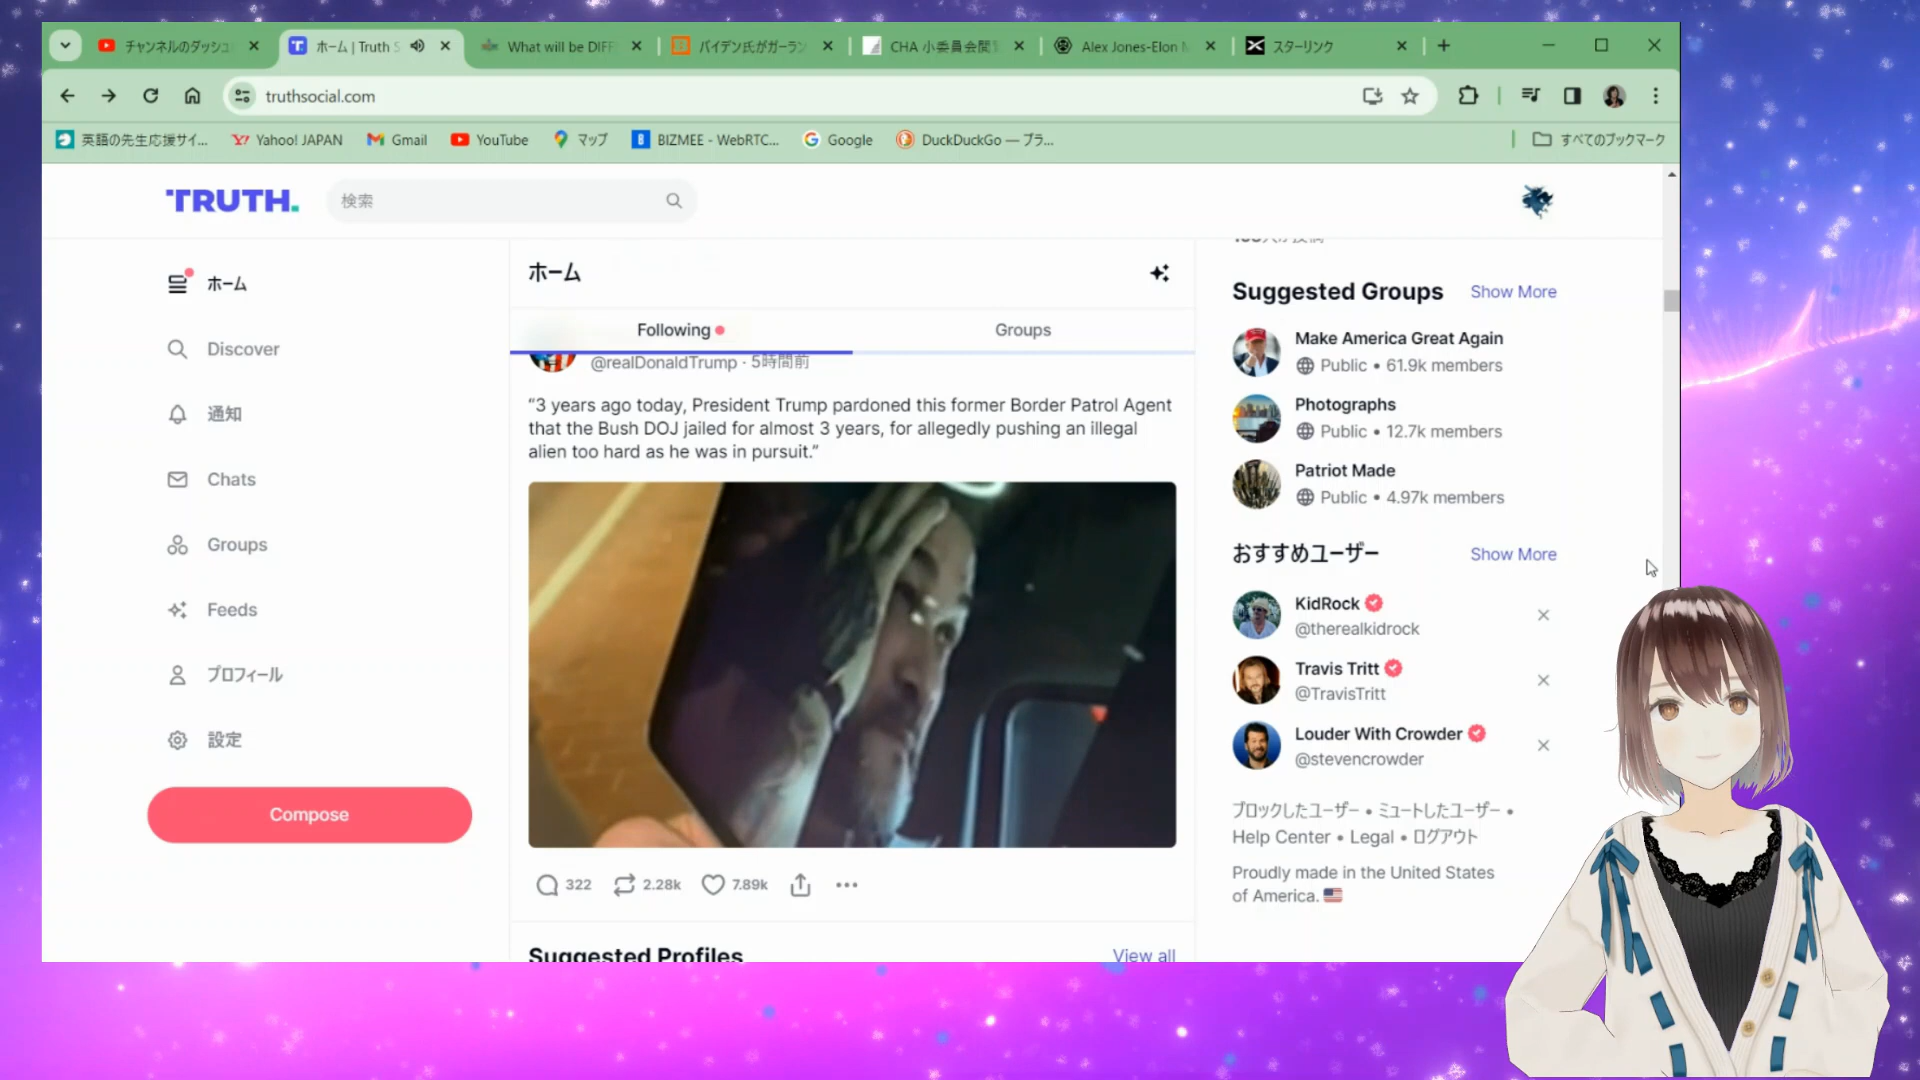 チャンネルのダッシュ
ホーム | Truth S
What will be DIFF
バイデン氏がガーラン
CHA 小委員会聞
Alex Jones-Elon M
スターリンク
truthsocial.com
英語の先生応援サイ...
Yahoo! JAPAN
Gmail
YouTube
マップ
BIZMEE - WebRTC...
Google
DuckDuckGo — プラ...
すべてのブックマーク
TRUTH.
検索
ホーム
Discover
通知
Chats
Groups
Feeds
プロフィール
設定
Compose
ホーム
Following
Groups
@realDonaldTrump · 5時間前
“3 years ago today, President Trump pardoned this former Border Patrol Agent
that the Bush DOJ jailed for almost 3 years, for allegedly pushing an illegal
alien too hard as he was in pursuit.”
322
2.28k
7.89k
Suggested Profiles
View all
Suggested Groups
Show More
Make America Great Again
Public • 61.9k members
Photographs
Public • 12.7k members
Patriot Made
Public • 4.97k members
おすすめユーザー
Show More
KidRock
@therealkidrock
Travis Tritt
@TravisTritt
Louder With Crowder
@stevencrowder
ブロックしたユーザー • ミュートしたユーザー •
Help Center • Legal • ログアウト
Proudly made in the United States
of America.